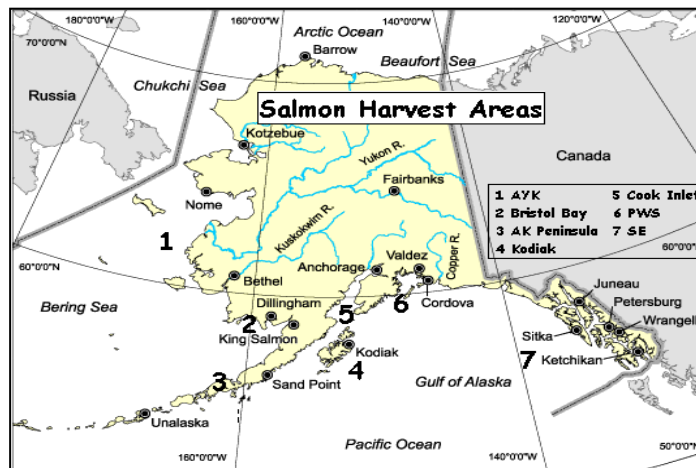 180°0'0"
160°0'0"W
140°0'0"W
120°0'0"W
Arctic Ocean
Barrow
Beaufort Sea
70°0'0"N
Chukchi Sea
Russia
Salmon Harvest Areas
Kotzebue
Yukon R.
Canada
Fairbanks
Nome
1 AYK 5 Cook Inlet
2 Bristol Bay 6 PWS
3 AK Peninsula 7 SE
4 Kodiak
Kuskokwim R.
1
60°0'0"N
Anchorage
Valdez
Copper R.
Bethel
Cordova
Juneau
Bering Sea
Dillingham
5
6
Petersburg
2
King Salmon
Sitka
Wrangell
Kodiak
7
Ketchikan
3
Sand Point
4
Gulf of Alaska
Unalaska
Pacific Ocean
160°0'0"W
140°0'0"W
50°0'0"N